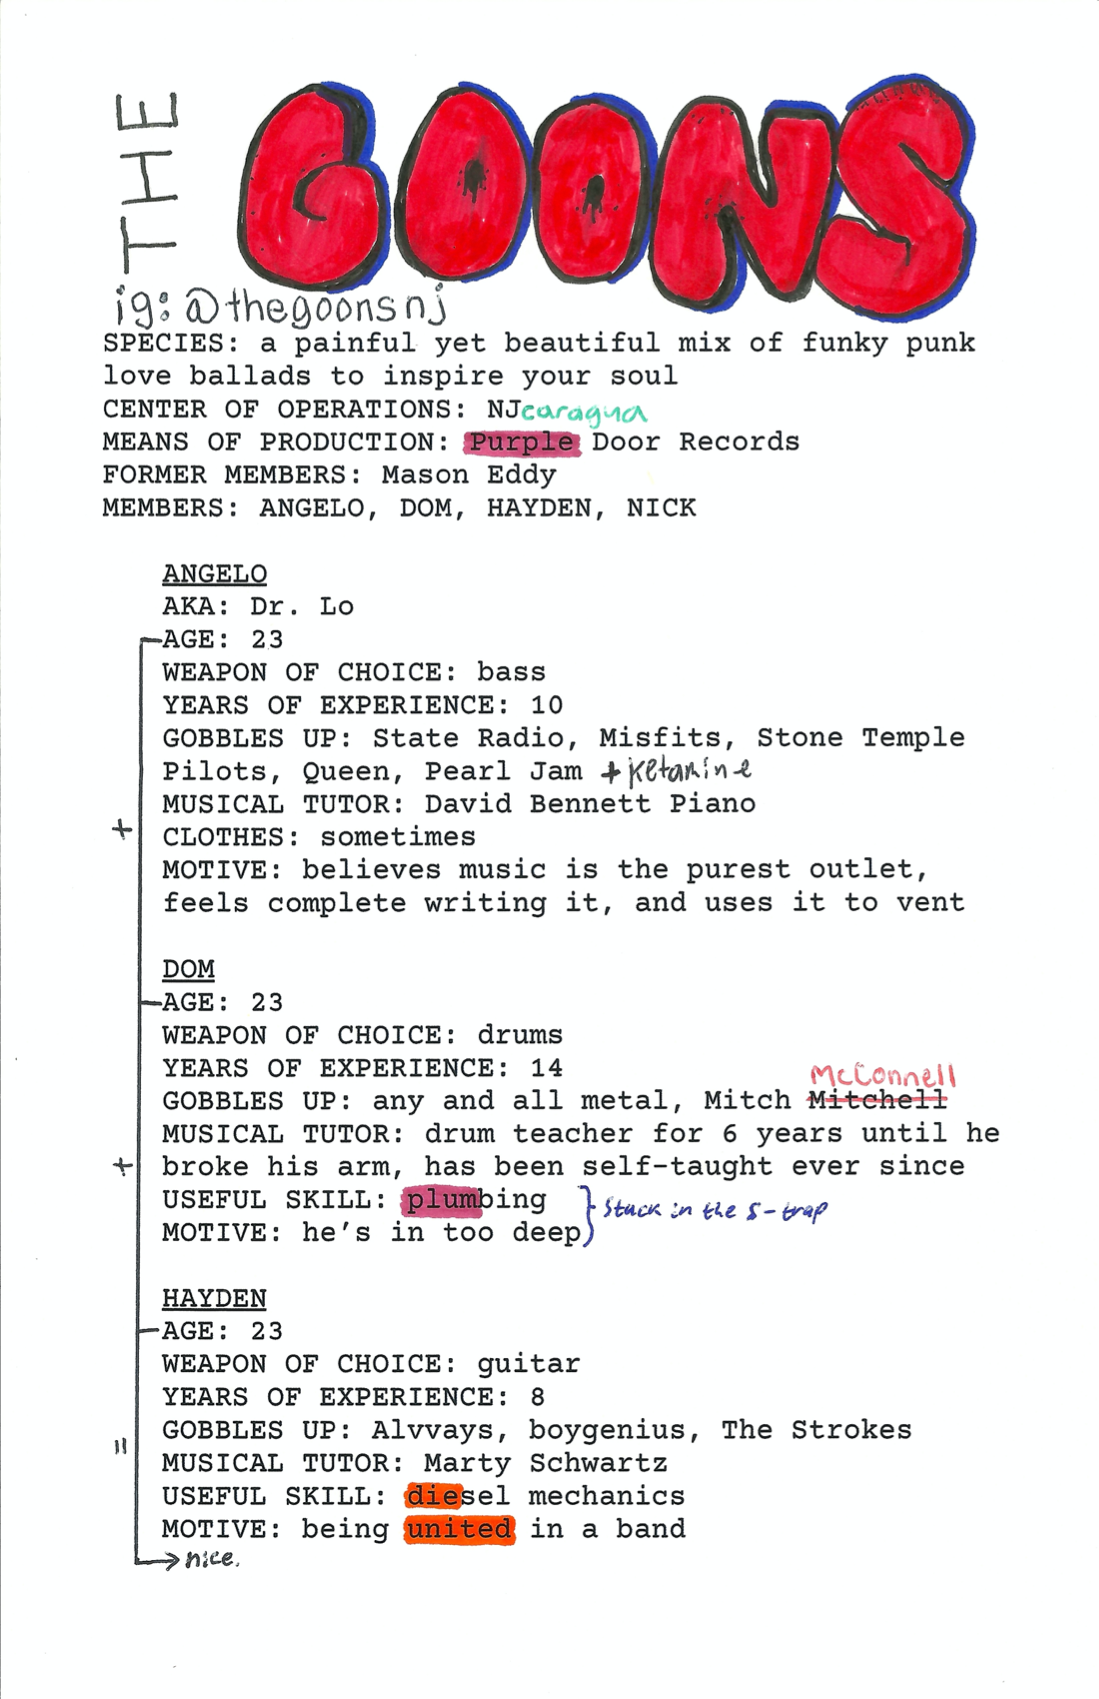 THE GOONS
ig: @thegoonsnj
SPECIES: a painful yet beautiful mix of funky punk
love ballads to inspire your soul
CENTER OF OPERATIONS: NJcaragua
MEANS OF PRODUCTION: Purple Door Records
FORMER MEMBERS: Mason Eddy
MEMBERS: ANGELO, DOM, HAYDEN, NICK
ANGELO
AKA: Dr. Lo
AGE: 23
WEAPON OF CHOICE: bass
YEARS OF EXPERIENCE: 10
GOBBLES UP: State Radio, Misfits, Stone Temple
Pilots, Queen, Pearl Jam + ketamine
MUSICAL TUTOR: David Bennett Piano
+
CLOTHES: sometimes
MOTIVE: believes music is the purest outlet,
feels complete writing it, and uses it to vent
DOM
AGE: 23
WEAPON OF CHOICE: drums
YEARS OF EXPERIENCE: 14
McConnell
GOBBLES UP: any and all metal, Mitch Mitchell
MUSICAL TUTOR: drum teacher for 6 years until he
+
broke his arm, has been self-taught ever since
USEFUL SKILL: plumbing
MOTIVE: he's in too deep
} stuck in the s-trap
HAYDEN
AGE: 23
WEAPON OF CHOICE: guitar
YEARS OF EXPERIENCE: 8
GOBBLES UP: Alvvays, boygenius, The Strokes
=
MUSICAL TUTOR: Marty Schwartz
USEFUL SKILL: diesel mechanics
MOTIVE: being united in a band
→ nice.